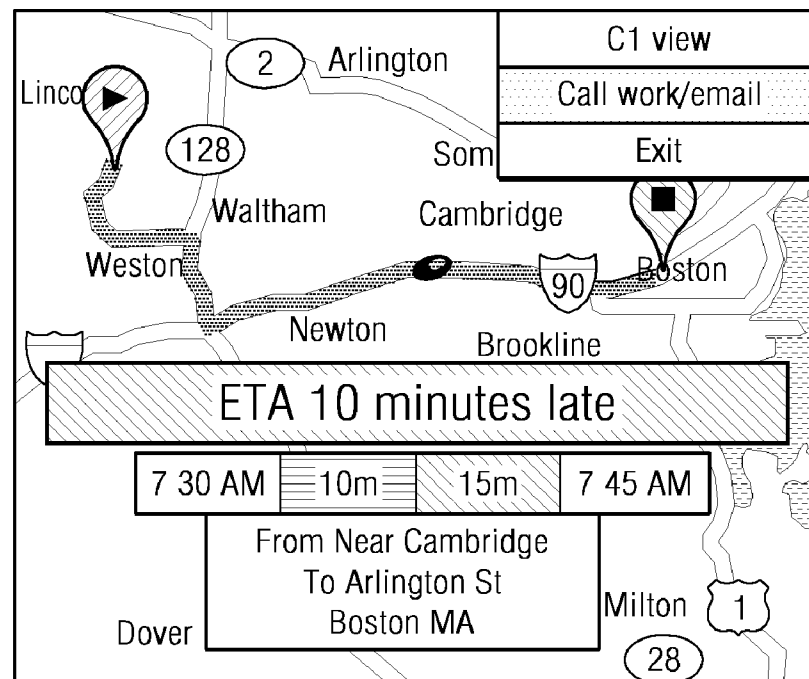 C1 view
2
Arlington
Linco
Call work/email
128
Som
Exit
Waltham
Cambridge
Weston
Boston
90
Newton
Brookline
ETA 10 minutes late
7 30 AM 10m 15m 7 45 AM
From Near Cambridge
To Arlington St
Boston MA
Milton
1
Dover
28